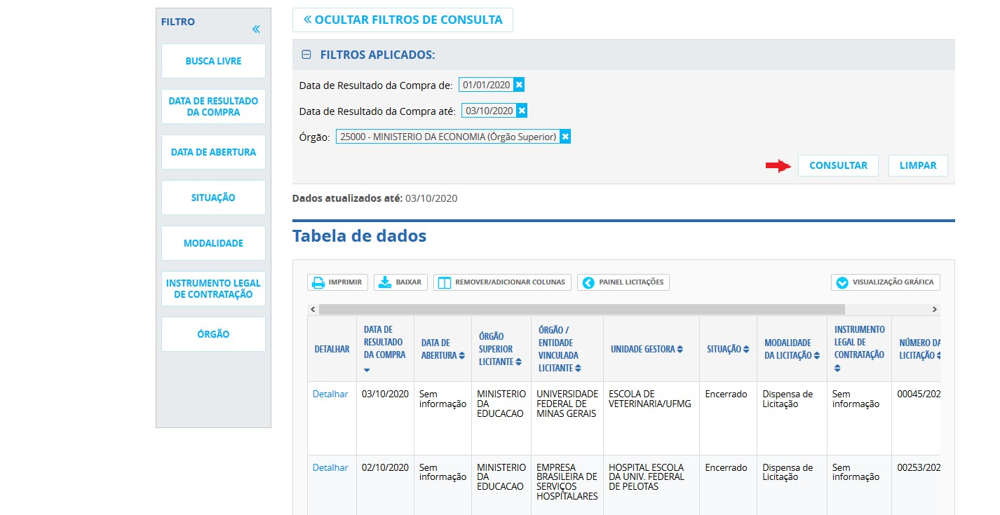 FILTRO
«
BUSCA LIVRE
DATA DE RESULTADO
DA COMPRA
DATA DE ABERTURA
SITUAÇÃO
MODALIDADE
INSTRUMENTO LEGAL
DE CONTRATAÇÃO
ÓRGÃO
« OCULTAR FILTROS DE CONSULTA
FILTROS APLICADOS:
Data de Resultado da Compra de: 01/01/2020
Data de Resultado da Compra até: 03/10/2020
Órgão: 25000 - MINISTERIO DA ECONOMIA (Órgão Superior)
CONSULTAR LIMPAR
Dados atualizados até: 03/10/2020
Tabela de dados
IMPRIMIR BAIXAR REMOVER/ADICIONAR COLUNAS PAINEL LICITAÇÕES VISUALIZAÇÃO GRÁFICA
DETALHAR
DATA DE
RESULTADO
DA COMPRA
DATA DE
ABERTURA
ÓRGÃO
SUPERIOR
LICITANTE
ÓRGÃO /
ENTIDADE
VINCULADA
LICITANTE
UNIDADE GESTORA
SITUAÇÃO
MODALIDADE
DA LICITAÇÃO
INSTRUMENTO
LEGAL DE
CONTRATAÇÃO
NÚMERO DA
LICITAÇÃO
Detalhar
03/10/2020
Sem
informação
MINISTERIO
DA
EDUCACAO
UNIVERSIDADE
FEDERAL DE
MINAS GERAIS
ESCOLA DE
VETERINARIA/UFMG
Encerrado
Dispensa de
Licitação
Sem
informação
00045/202
Detalhar
02/10/2020
Sem
informação
MINISTERIO
DA
EDUCACAO
EMPRESA
BRASILEIRA DE
SERVIÇOS
HOSPITALARES
HOSPITAL ESCOLA
DA UNIV. FEDERAL
DE PELOTAS
Encerrado
Dispensa de
Licitação
Sem
informação
00253/202